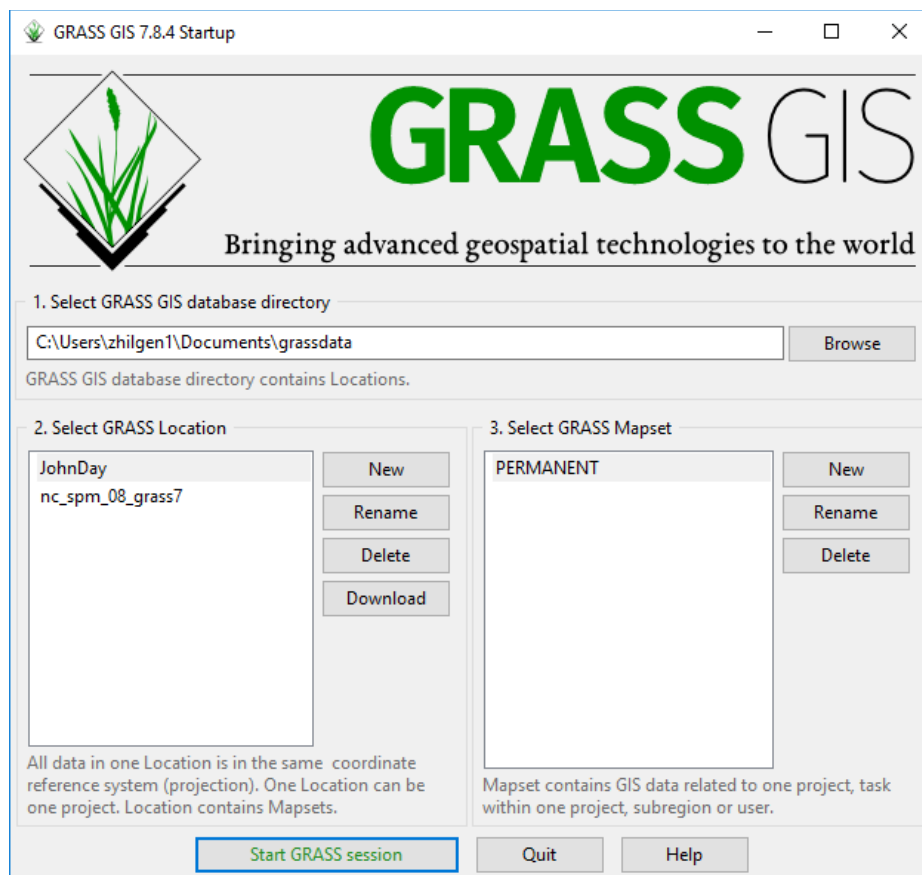 GRASS GIS 7.8.4 Startup
GRASS GIS
Bringing advanced geospatial technologies to the world
1. Select GRASS GIS database directory
C:\Users\zhilgen1\Documents\grassdata
Browse
GRASS GIS database directory contains Locations.
2. Select GRASS Location
JohnDay
nc_spm_08_grass7
New
Rename
Delete
Download
All data in one Location is in the same coordinate
reference system (projection). One Location can be
one project. Location contains Mapsets.
3. Select GRASS Mapset
PERMANENT
New
Rename
Delete
Mapset contains GIS data related to one project, task
within one project, subregion or user.
Start GRASS session
Quit
Help